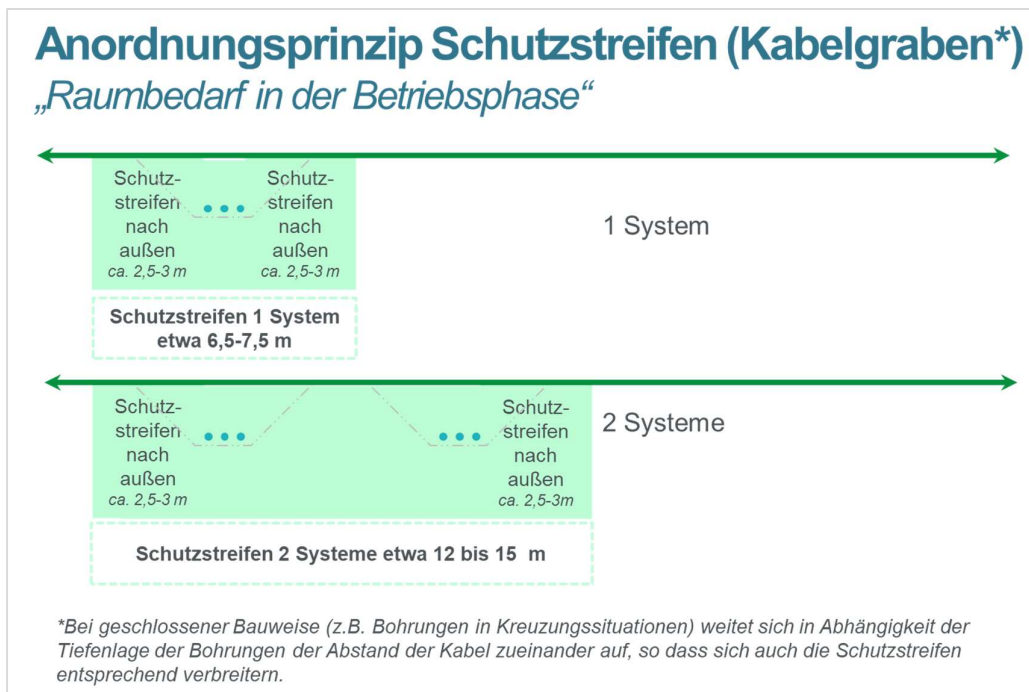 Anordnungsprinzip Schutzstreifen (Kabelgraben*)
„Raumbedarf in der Betriebsphase“
Schutz-
streifen
nach
außen
ca. 2,5-3 m
Schutz-
streifen
nach
außen
ca. 2,5-3 m
1 System
Schutzstreifen 1 System
etwa 6,5-7,5 m
Schutz-
streifen
nach
außen
ca. 2,5-3 m
Schutz-
streifen
nach
außen
ca. 2,5-3m
2 Systeme
Schutzstreifen 2 Systeme etwa 12 bis 15 m
*Bei geschlossener Bauweise (z.B. Bohrungen in Kreuzungssituationen) weitet sich in Abhängigkeit der
Tiefenlage der Bohrungen der Abstand der Kabel zueinander auf, so dass sich auch die Schutzstreifen
entsprechend verbreitern.